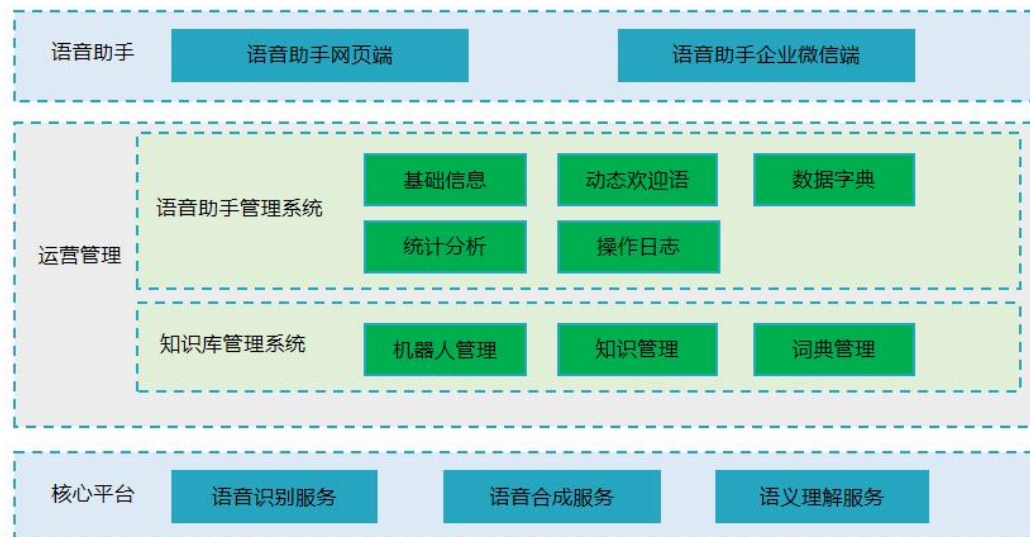 语音助手
语音助手网页端
语音助手企业微信端
运营管理
语音助手管理系统
基础信息
动态欢迎语
数据字典
统计分析
操作日志
知识库管理系统
机器人管理
知识管理
词典管理
核心平台
语音识别服务
语音合成服务
语义理解服务